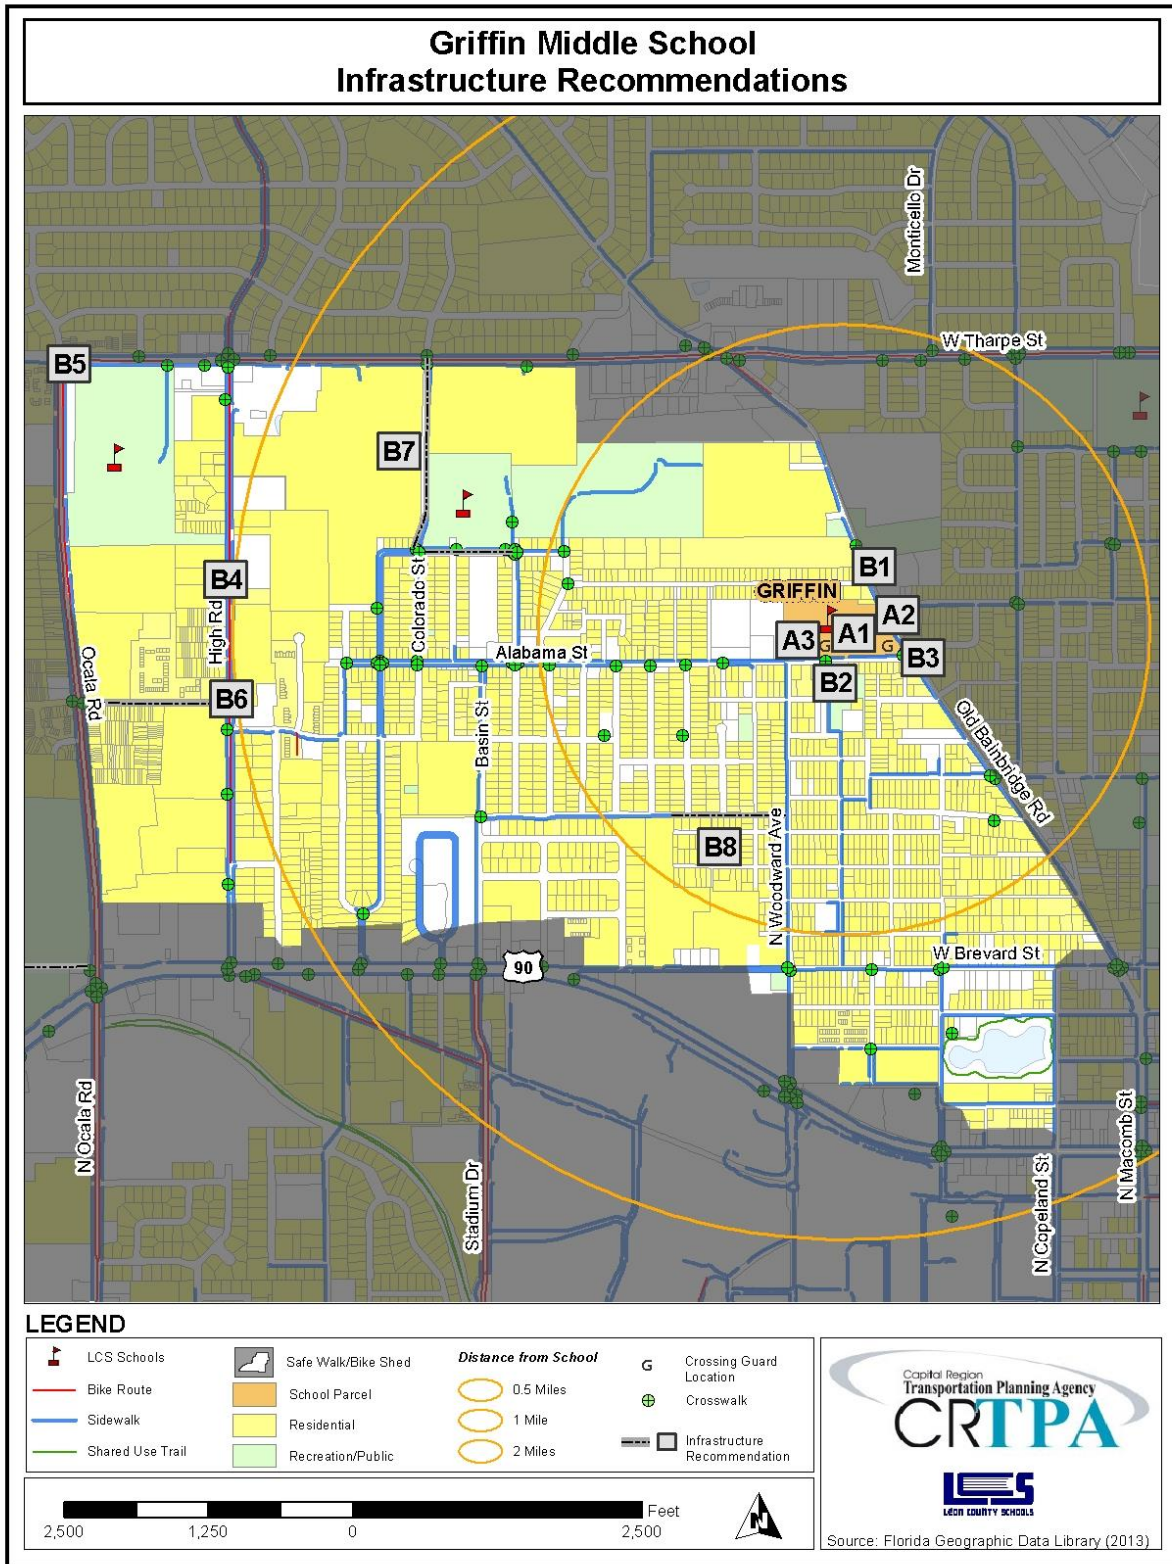 Griffin Middle School
Infrastructure Recommendations
Monticello Dr
W Tharpe St
B5
B7
B1
B4
High Rd
Colorado St
GRIFFIN
A2
A1
A3
G
G
B3
Alabama St
B2
Ocala Rd
B6
Basin St
Old Bainbridge Rd
B8
N Woodward Ave
W Brevard St
90
N Ocala Rd
Stadium Dr
N Copeland St
N Macomb St
LEGEND
LCS Schools
Bike Route
Sidewalk
Shared Use Trail
Safe Walk/Bike Shed
School Parcel
Residential
Recreation/Public
Distance from School
0.5 Miles
1 Mile
2 Miles
G
Crossing Guard
Location
Crosswalk
Infrastructure
Recommendation
Feet
2,500
1,250
0
2,500
N
Capital Region
Transportation Planning Agency
CRTPA
LCS
LEON COUNTY SCHOOLS
Source: Florida Geographic Data Library (2013)